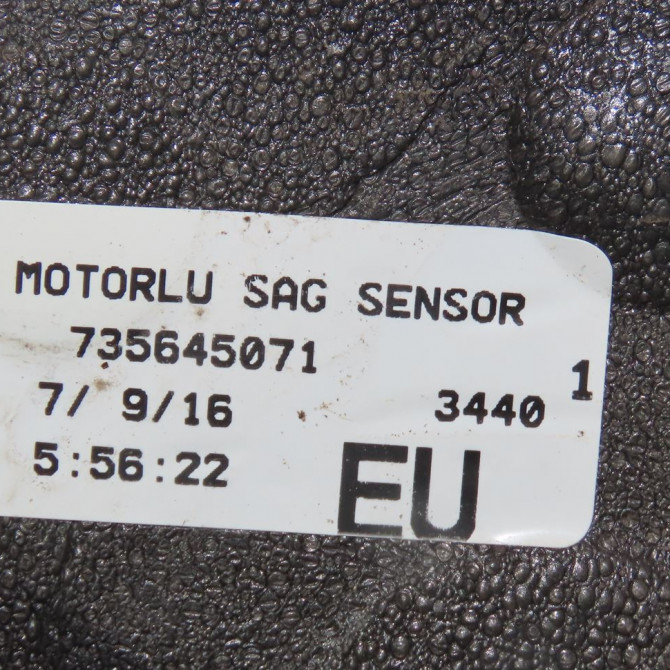 MOTORLU SAG SENSOR
735645071
1
7/ 9/16 3440
5:56:22
EU